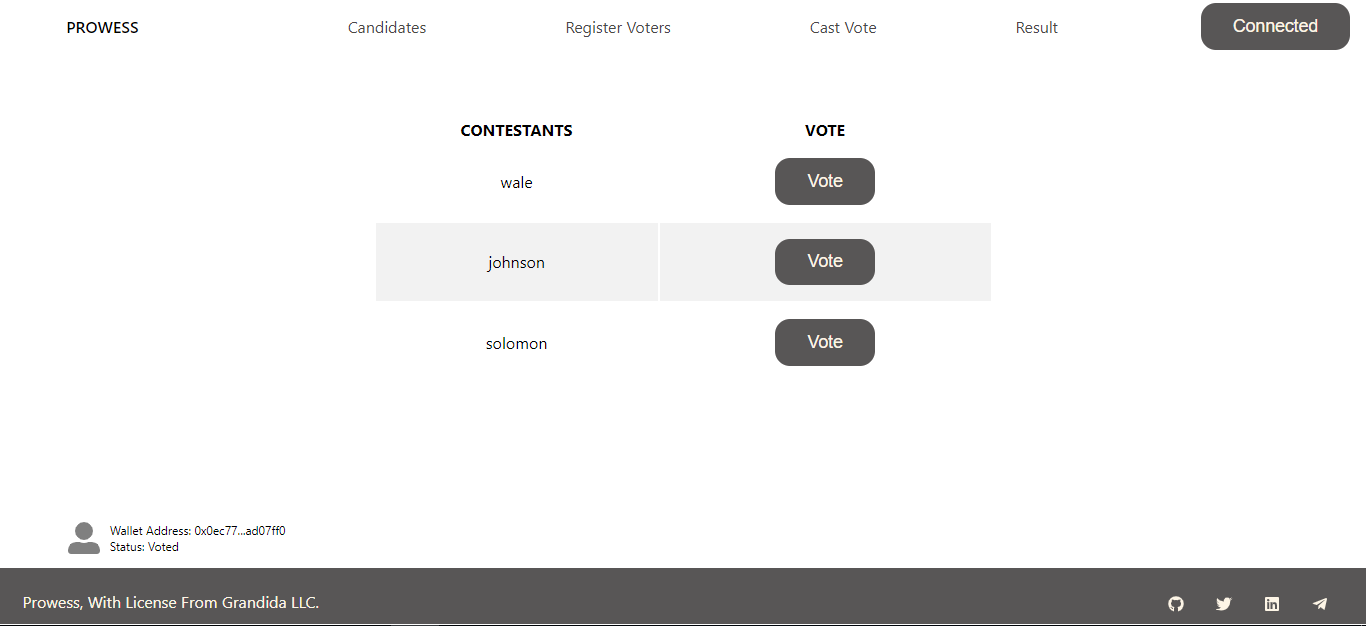 PROWESS Candidates Register Voters Cast Vote Result Connected
CONTESTANTS VOTE
wale Vote
johnson Vote
solomon Vote
Wallet Address: 0x0ec77...ad07ff0
Status: Voted
Prowess, With License From Grandida LLC.